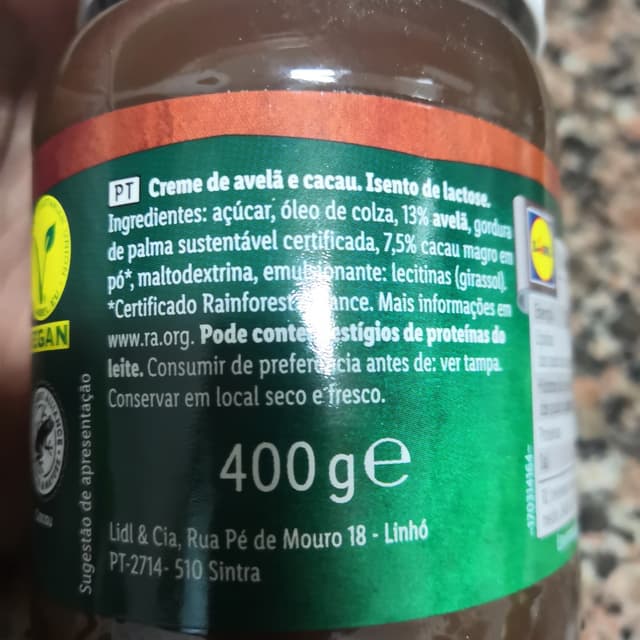 PT Creme de avelã e cacau. Isento de lactose.
Ingredientes: açúcar, óleo de colza, 13% avelã, gordura
de palma sustentável certificada, 7,5% cacau magro em
pó*, maltodextrina, emulsionante: lecitinas (girassol).
*Certificado Rainforest Alliance. Mais informações em
www.ra.org. Pode conter vestígios de proteínas do
leite. Consumir de preferência antes de: ver tampa.
Conservar em local seco e fresco.
400 g e
Lidl & Cia, Rua Pé de Mouro 18 - Linhó
PT-2714- 510 Sintra
Sugestão de apresentação
VEGAN